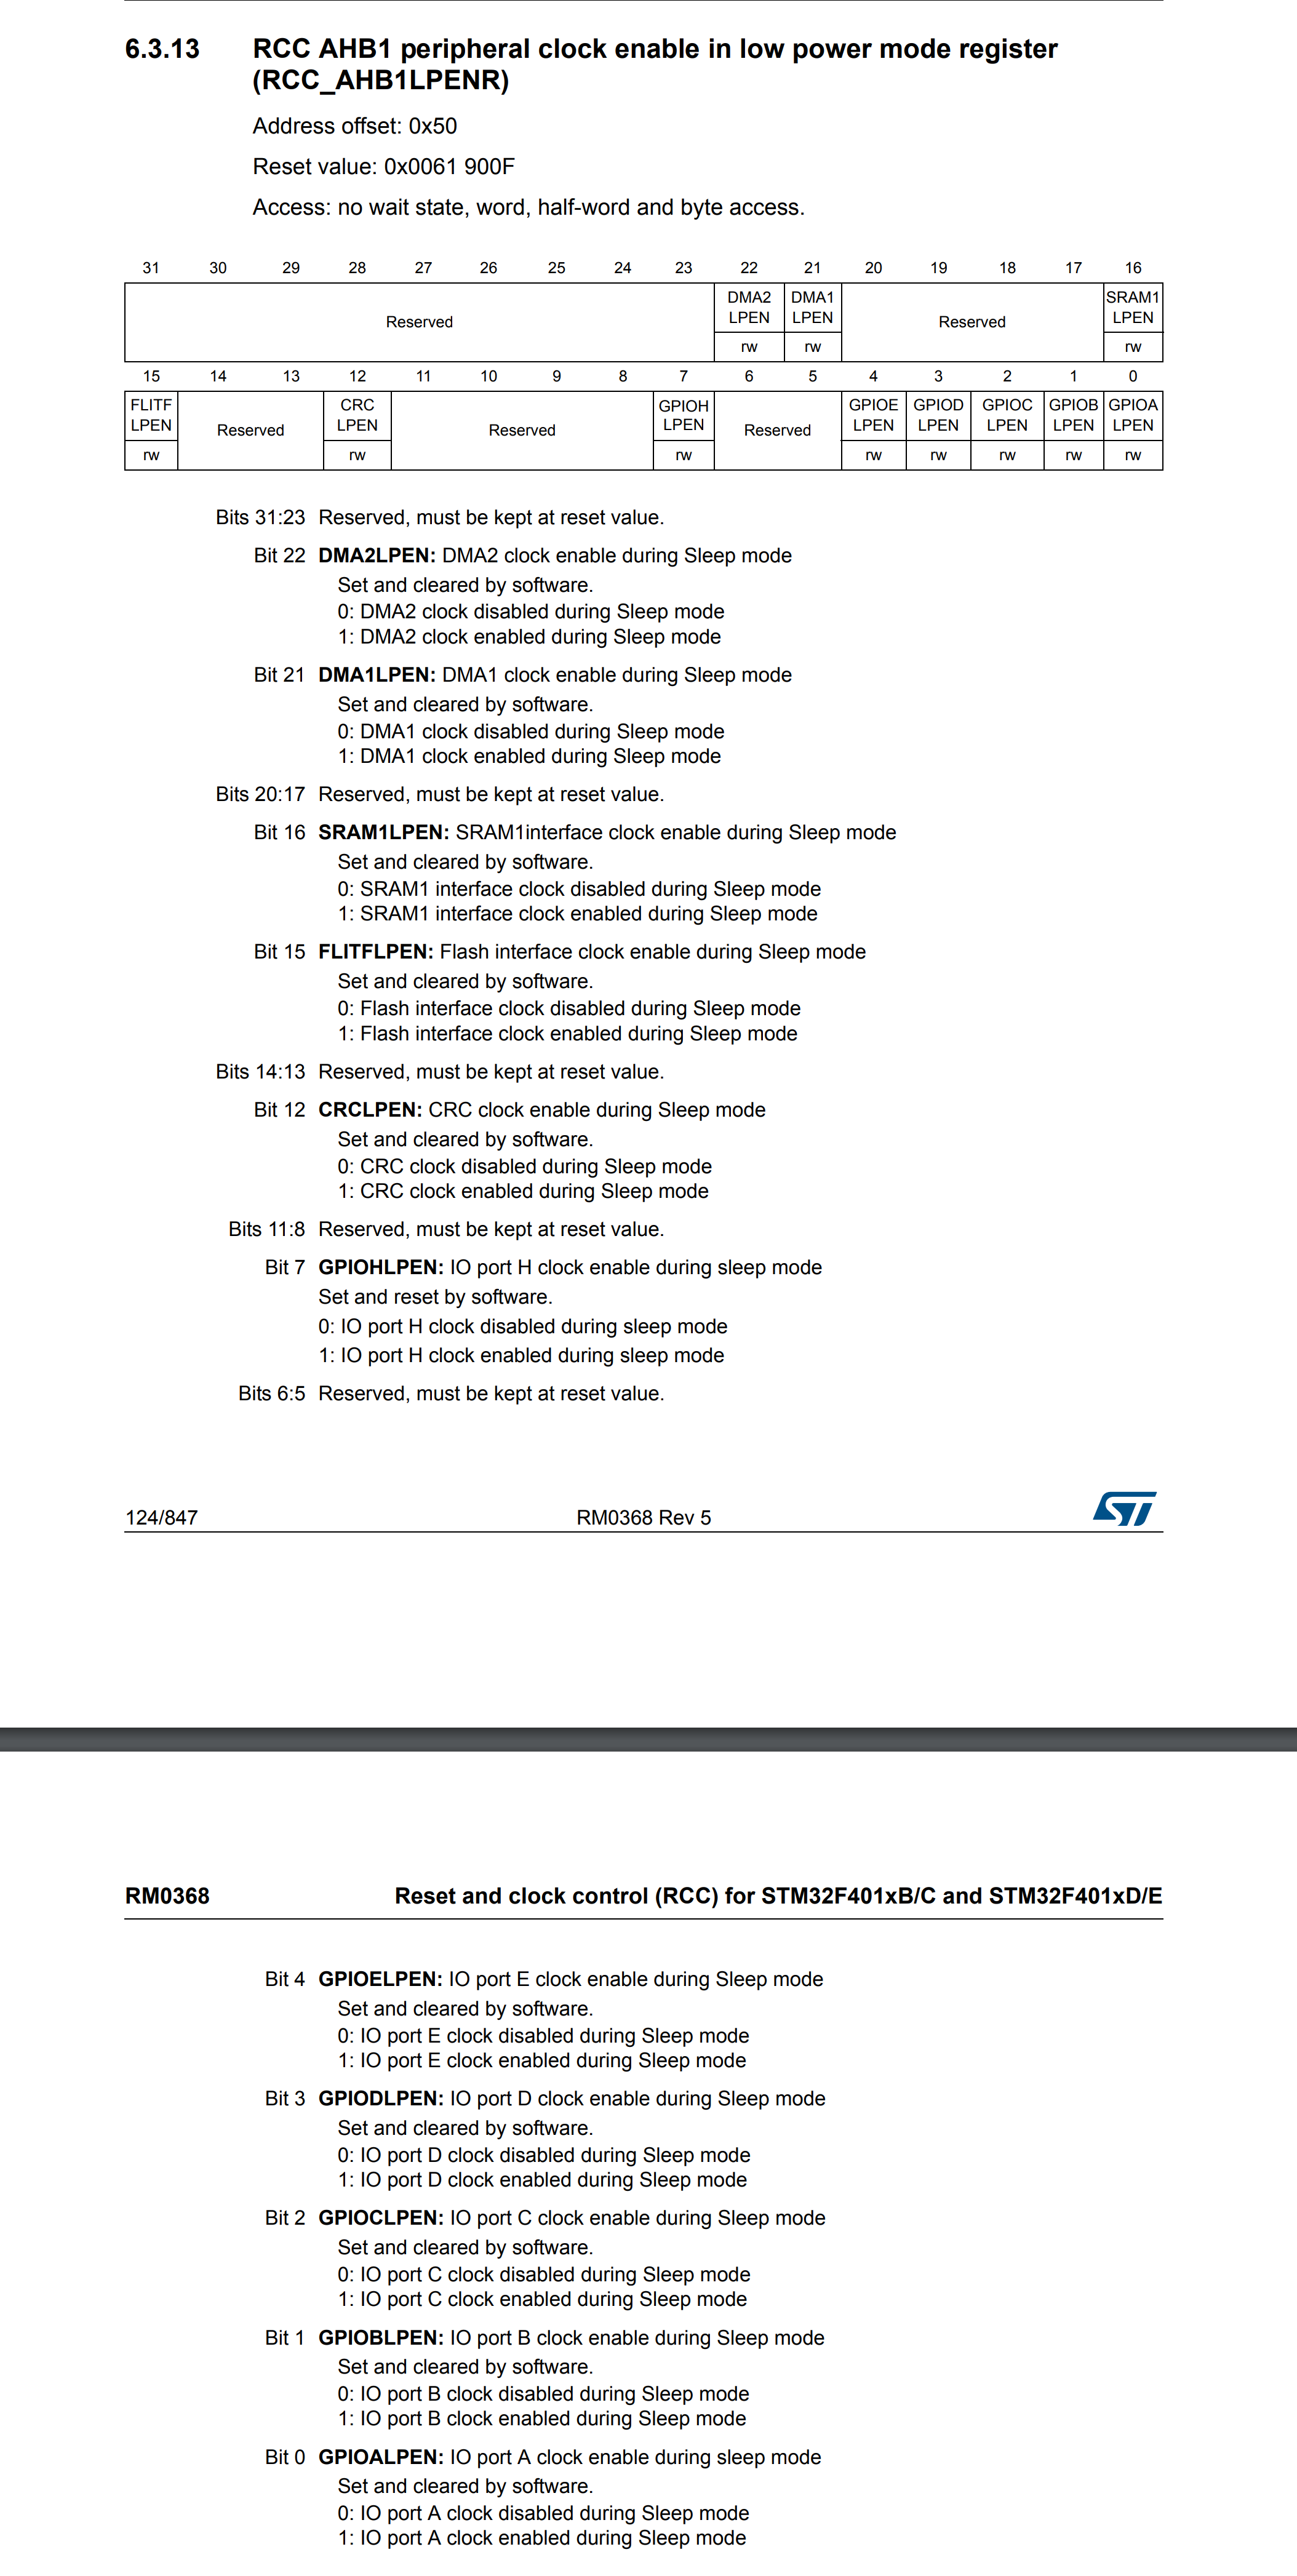 6.3.13 RCC AHB1 peripheral clock enable in low power mode register
(RCC_AHB1LPENR)
Address offset: 0x50
Reset value: 0x0061 900F
Access: no wait state, word, half-word and byte access.
31 30 29 28 27 26 25 24 23 22 21 20 19 18 17 16
Reserved DMA2 LPEN DMA1 LPEN Reserved SRAM1 LPEN
rw rw rw
15 14 13 12 11 10 9 8 7 6 5 4 3 2 1 0
FLITF LPEN Reserved CRC LPEN Reserved GPIOH LPEN Reserved GPIOE LPEN GPIOD LPEN GPIOC LPEN GPIOB LPEN GPIOA LPEN
rw rw rw rw rw rw rw rw
Bits 31:23 Reserved, must be kept at reset value.
Bit 22 DMA2LPEN: DMA2 clock enable during Sleep mode
Set and cleared by software.
0: DMA2 clock disabled during Sleep mode
1: DMA2 clock enabled during Sleep mode
Bit 21 DMA1LPEN: DMA1 clock enable during Sleep mode
Set and cleared by software.
0: DMA1 clock disabled during Sleep mode
1: DMA1 clock enabled during Sleep mode
Bits 20:17 Reserved, must be kept at reset value.
Bit 16 SRAM1LPEN: SRAM1interface clock enable during Sleep mode
Set and cleared by software.
0: SRAM1 interface clock disabled during Sleep mode
1: SRAM1 interface clock enabled during Sleep mode
Bit 15 FLITFLPEN: Flash interface clock enable during Sleep mode
Set and cleared by software.
0: Flash interface clock disabled during Sleep mode
1: Flash interface clock enabled during Sleep mode
Bits 14:13 Reserved, must be kept at reset value.
Bit 12 CRCLPEN: CRC clock enable during Sleep mode
Set and cleared by software.
0: CRC clock disabled during Sleep mode
1: CRC clock enabled during Sleep mode
Bits 11:8 Reserved, must be kept at reset value.
Bit 7 GPIOHLPEN: IO port H clock enable during sleep mode
Set and reset by software.
0: IO port H clock disabled during sleep mode
1: IO port H clock enabled during sleep mode
Bits 6:5 Reserved, must be kept at reset value.
124/847 RM0368 Rev 5 ST
RM0368 Reset and clock control (RCC) for STM32F401xB/C and STM32F401xD/E
Bit 4 GPIOELPEN: IO port E clock enable during Sleep mode
Set and cleared by software.
0: IO port E clock disabled during Sleep mode
1: IO port E clock enabled during Sleep mode
Bit 3 GPIODLPEN: IO port D clock enable during Sleep mode
Set and cleared by software.
0: IO port D clock disabled during Sleep mode
1: IO port D clock enabled during Sleep mode
Bit 2 GPIOCLPEN: IO port C clock enable during Sleep mode
Set and cleared by software.
0: IO port C clock disabled during Sleep mode
1: IO port C clock enabled during Sleep mode
Bit 1 GPIOBLPEN: IO port B clock enable during Sleep mode
Set and cleared by software.
0: IO port B clock disabled during Sleep mode
1: IO port B clock enabled during Sleep mode
Bit 0 GPIOALPEN: IO port A clock enable during sleep mode
Set and cleared by software.
0: IO port A clock disabled during Sleep mode
1: IO port A clock enabled during Sleep mode